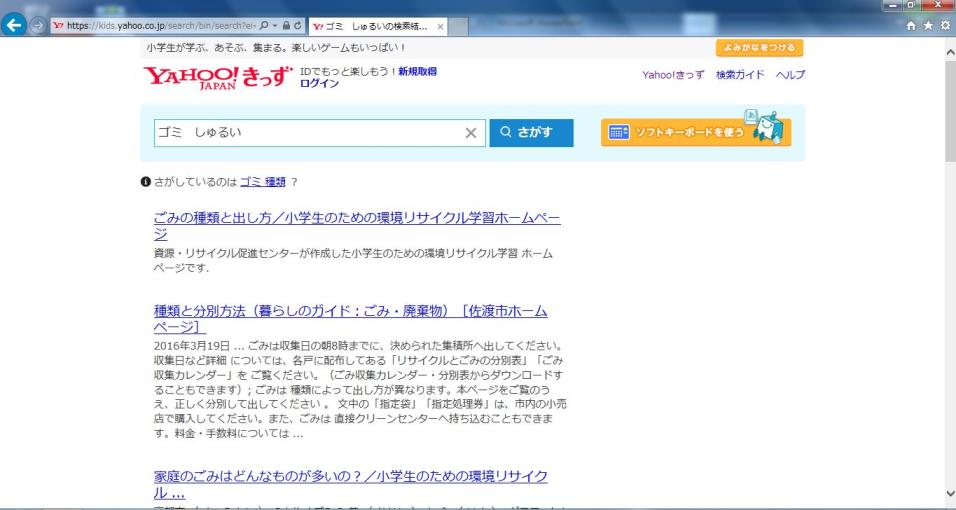 https://kids.yahoo.co.jp/search/bin/search?ei=
ゴミ しゅるいの検索結...
小学生が学ぶ、あそぶ、集まる。楽しいゲームもいっぱい！
よみがなをつける
YAHOO! きっず
JAPAN
IDでもっと楽しもう！新規取得
ログイン
Yahoo!きっず 検索ガイド ヘルプ
ゴミ　しゅるい
さがす
ソフトキーボードを使う
あ
さがしているのは ゴミ 種類 ？
ごみの種類と出し方／小学生のための環境リサイクル学習ホームペー
ジ
資源・リサイクル促進センターが作成した小学生のための環境リサイクル学習 ホーム
ページです.
種類と分別方法（暮らしのガイド：ごみ・廃棄物）［佐渡市ホーム
ページ］
2016年3月19日 ... ごみは収集日の朝8時までに、決められた集積所へ出してください。
収集日など詳細 については、各戸に配布してある「リサイクルとごみの分別表」「ごみ
収集カレンダー」を ご覧ください。（ごみ収集カレンダー・分別表からダウンロードす
ることもできます）; ごみは 種類によって出し方が異なります。本ページをご覧のう
え、正しく分別して出してください 。 文中の「指定袋」「指定処理券」は、市内の小売
店で購入してください。また、ごみは 直接クリーンセンターへ持ち込むこともできま
す。料金・手数料については ...
家庭のごみはどんなものが多いの？／小学生のための環境リサイク
ル ...